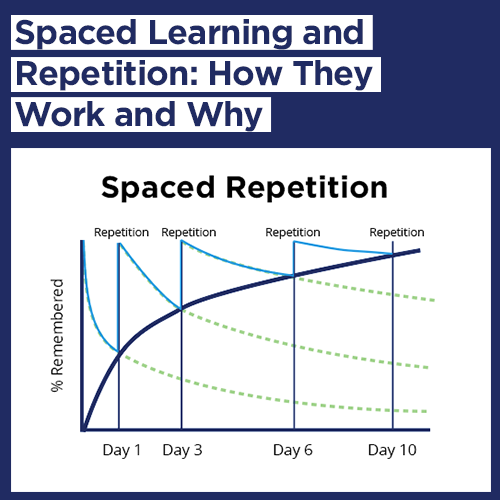 Spaced Learning and
Repetition: How They
Work and Why
Spaced Repetition
Repetition Repetition Repetition Repetition
% Remembered
Day 1 Day 3 Day 6 Day 10